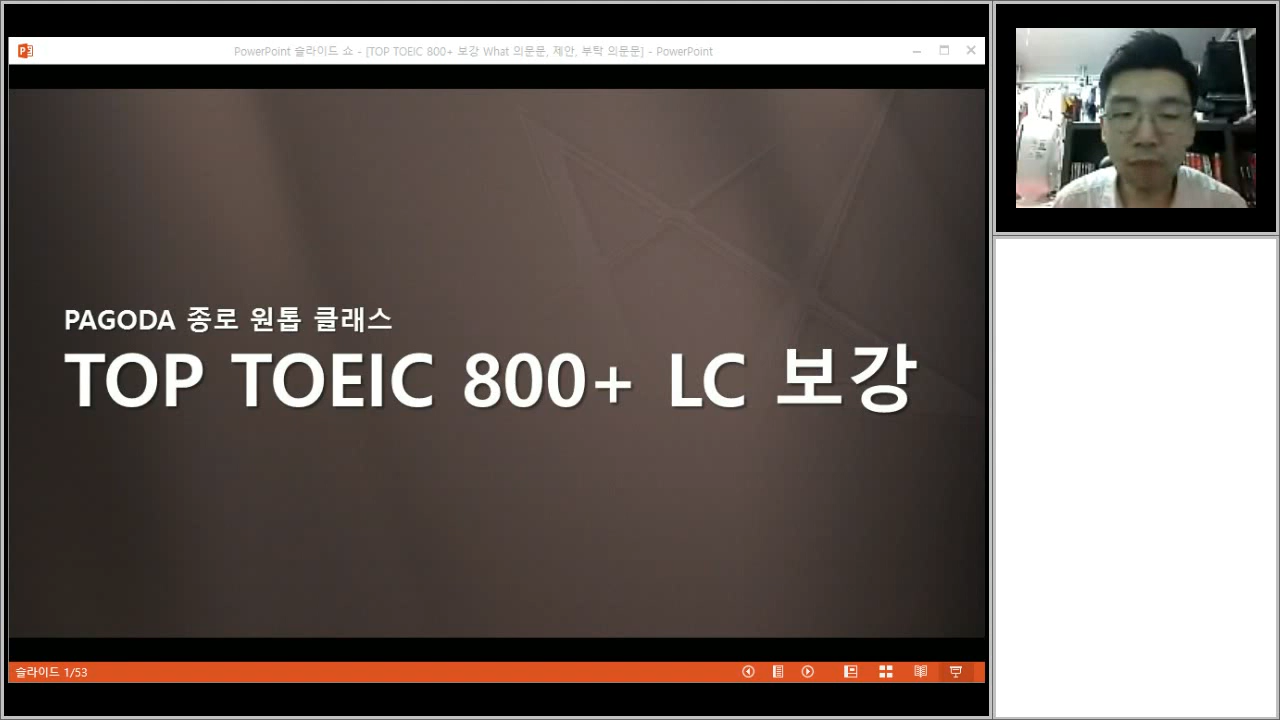 PowerPoint 슬라이드 쇼 - [TOP TOEIC 800+ 보강 What 의문문, 제안, 부탁 의문문] - PowerPoint
PAGODA 종로 원톱 클래스
TOP TOEIC 800+ LC 보강
슬라이드 1/53